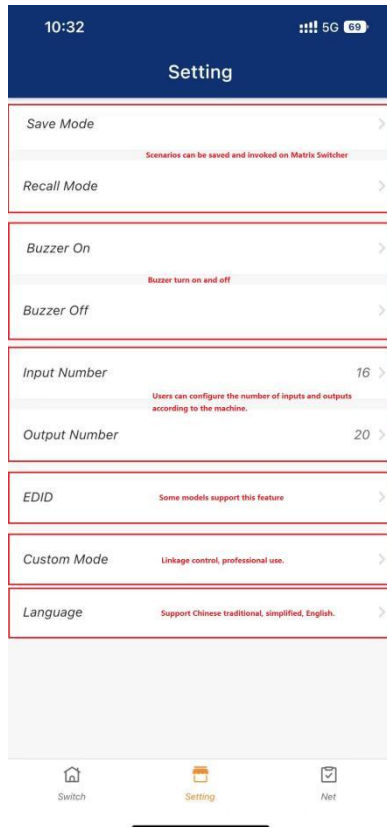 10:32
5G 69
Setting
Save Mode
Scenarios can be saved and invoked on Matrix Switcher
Recall Mode
Buzzer On
Buzzer turn on and off
Buzzer Off
Input Number 16
Users can configure the number of inputs and outputs
according to the machine.
Output Number 20
EDID
Some models support this feature
Custom Mode
Linkage control, professional use.
Language
Support Chinese traditional, simplified, English.
Switch
Setting
Net